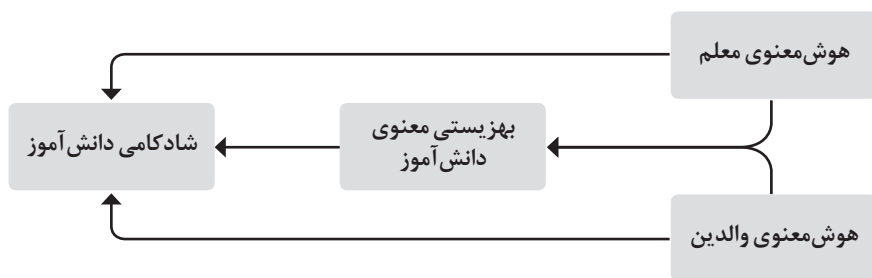 هوش‌معنوی معلم
بهزیستی معنوی
دانش‌آموز
شادکامی دانش‌آموز
هوش‌معنوی والدین